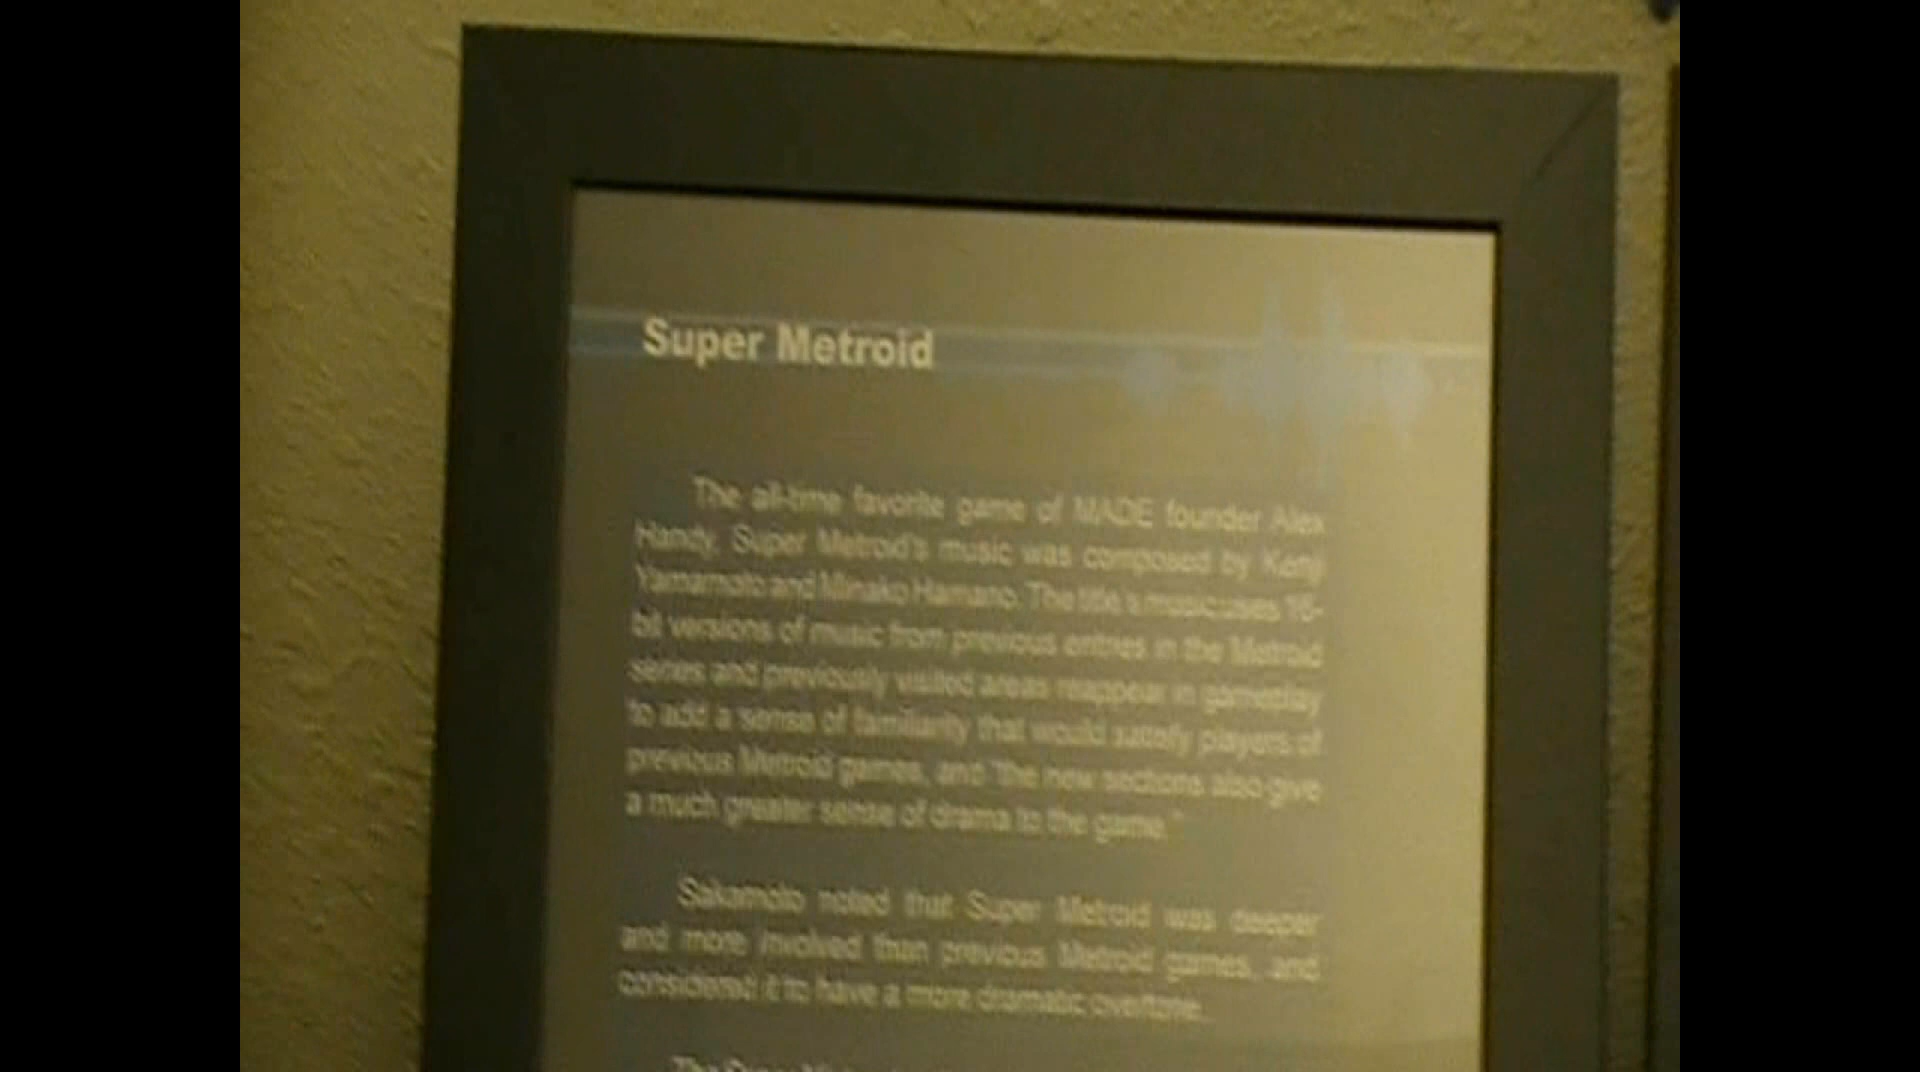 Super Metroid
The all-time favorite game of MADE founder Alex
Handy, Super Metroid's music was composed by Kenji
Yamamoto and Minako Hamano. The title's music uses 16-
bit versions of music from previous entries in the Metroid
series and previously visited areas reappear in gameplay
to add a sense of familiarity that would satisfy players of
previous Metroid games, and "the new sections also give
a much greater sense of drama to the game."
Sakamoto noted that Super Metroid was deeper
and more involved than previous Metroid games, and
considered it to have a more dramatic overtone.
The Super